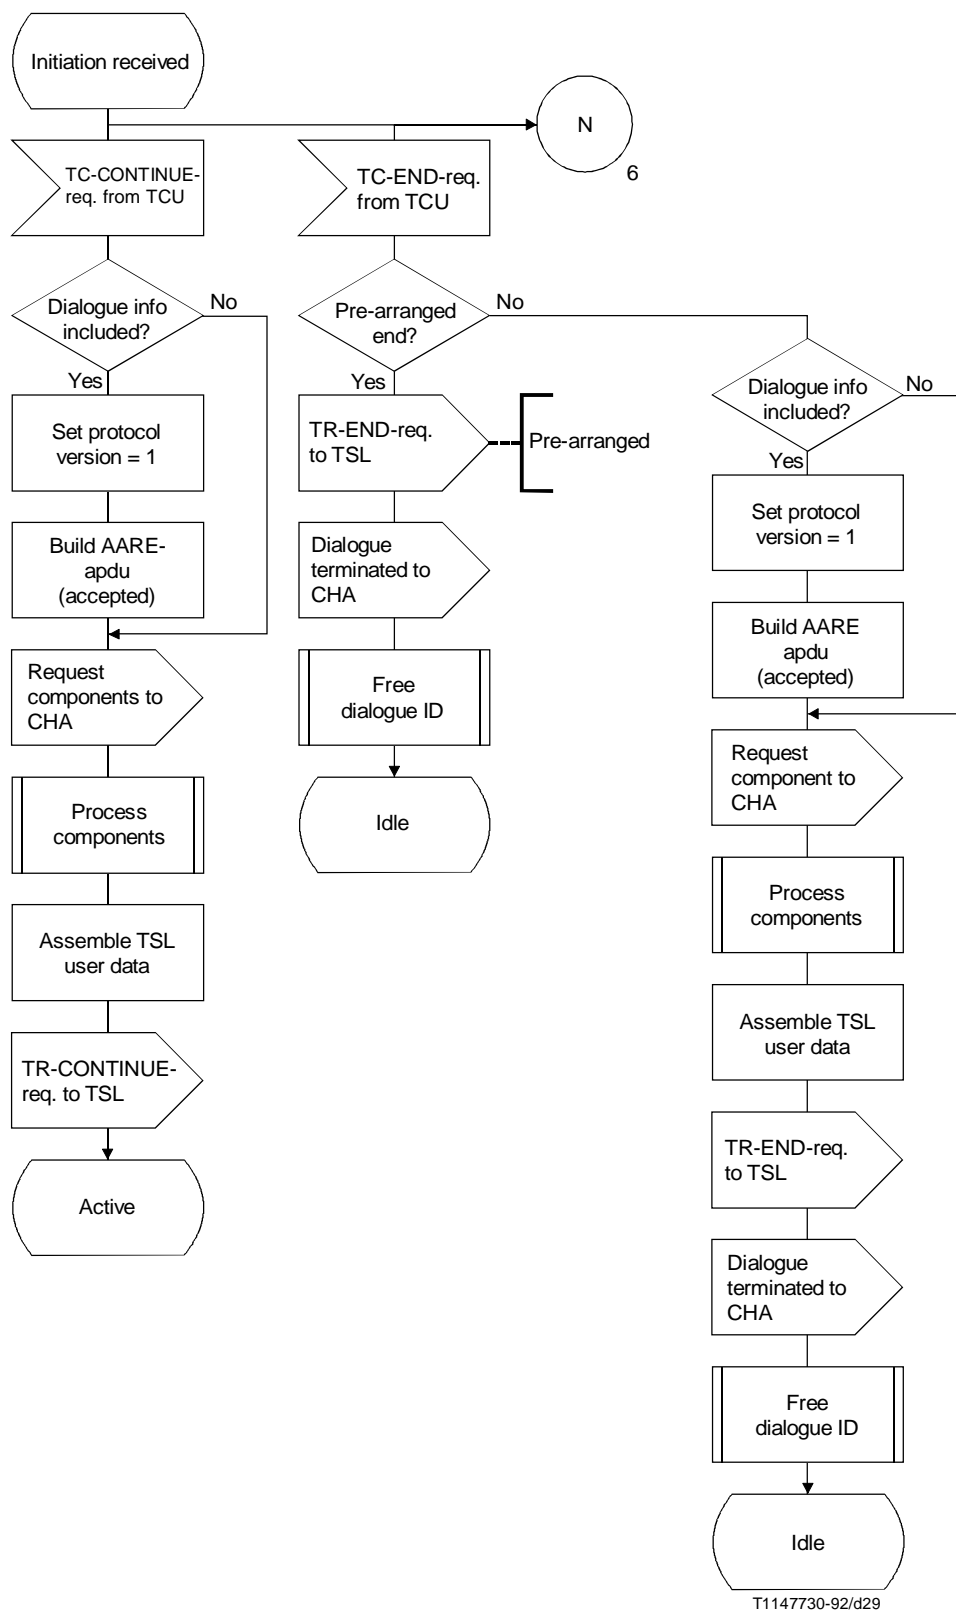 Initiation received
N
6
TC-CONTINUE-
req. from TCU
TC-END-req.
from TCU
Dialogue info
included?
No
Yes
Pre-arranged
end?
No
Yes
Dialogue info
included?
No
Yes
Set protocol
version = 1
Build AARE-
apdu
(accepted)
Request
components to
CHA
Process
components
Assemble TSL
user data
TR-CONTINUE-
req. to TSL
Active
TR-END-req.
to TSL
Pre-arranged
Dialogue
terminated to
CHA
Free
dialogue ID
Idle
Set protocol
version = 1
Build AARE
apdu
(accepted)
Request
component to
CHA
Process
components
Assemble TSL
user data
TR-END-req.
to TSL
Dialogue
terminated to
CHA
Free
dialogue ID
Idle
T1147730-92/d29